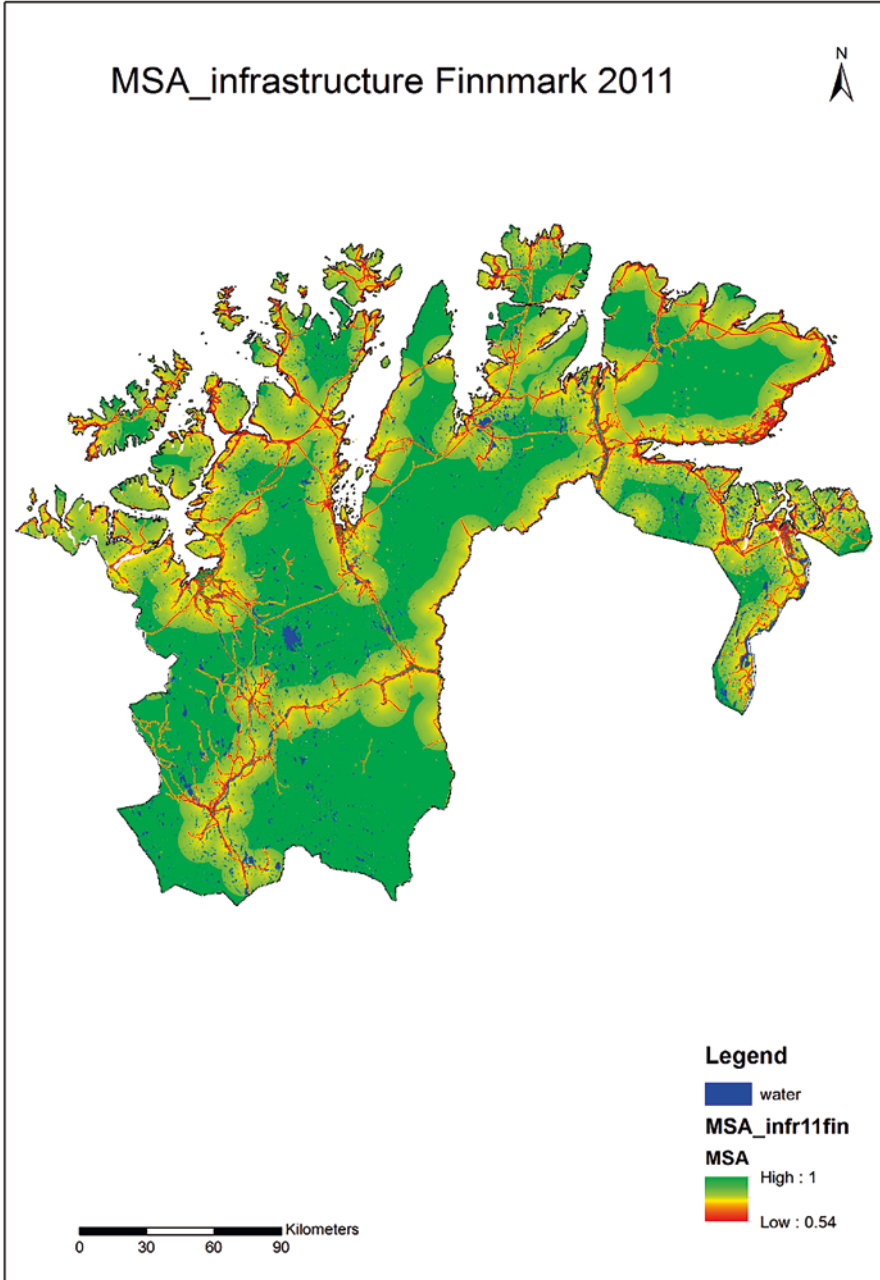 N
MSA_infrastructure Finnmark 2011
Legend
water
MSA_infr11fin
MSA
High : 1
Low : 0.54
Kilometers
0 30 60 90